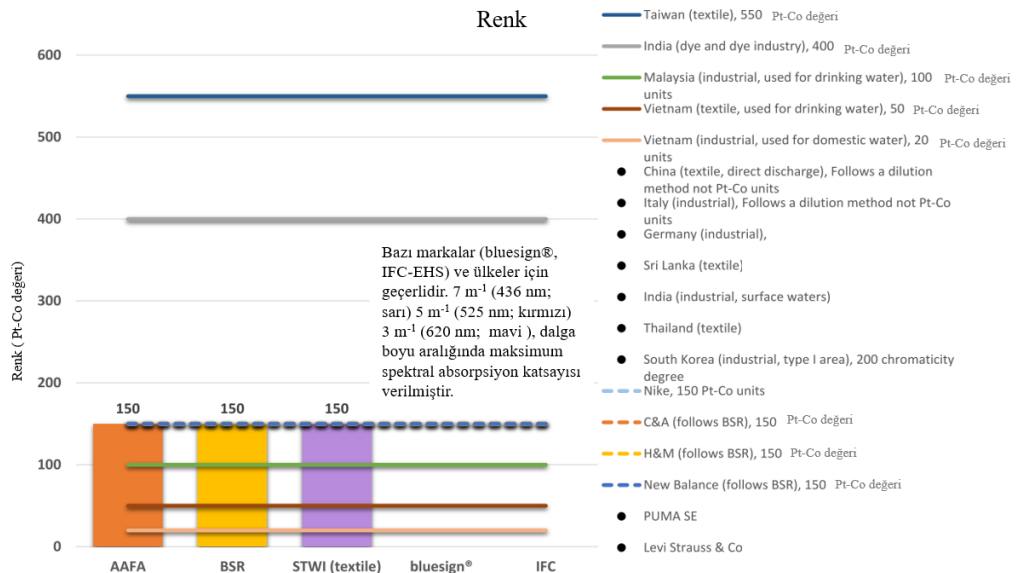 Renk
Renk ( Pt-Co değeri)
600
500
400
300
200
100
0
150
150
150
AAFA
BSR
STWI (textile)
bluesign®
IFC
Bazı markalar (bluesign®,
IFC-EHS) ve ülkeler için
geçerlidir. 7 m⁻¹ (436 nm;
sarı) 5 m⁻¹ (525 nm; kırmızı)
3 m⁻¹ (620 nm; mavi ), dalga
boyu aralığında maksimum
spektral absorpsiyon katsayısı
verilmiştir.
Taiwan (textile), 550 Pt-Co değeri
India (dye and dye industry), 400 Pt-Co değeri
Malaysia (industrial, used for drinking water), 100 Pt-Co değeri
units
Vietnam (textile, used for drinking water), 50 Pt-Co değeri
Vietnam (industrial, used for domestic water), 20 Pt-Co değeri
units
China (textile, direct discharge), Follows a dilution
method not Pt-Co units
Italy (industrial), Follows a dilution method not Pt-Co
units
Germany (industrial),
Sri Lanka (textile)
India (industrial, surface waters)
Thailand (textile)
South Korea (industrial, type I area), 200 chromaticity
degree
Nike, 150 Pt-Co units
C&A (follows BSR), 150 Pt-Co değeri
H&M (follows BSR), 150 Pt-Co değeri
New Balance (follows BSR), 150 Pt-Co değeri
PUMA SE
Levi Strauss & Co